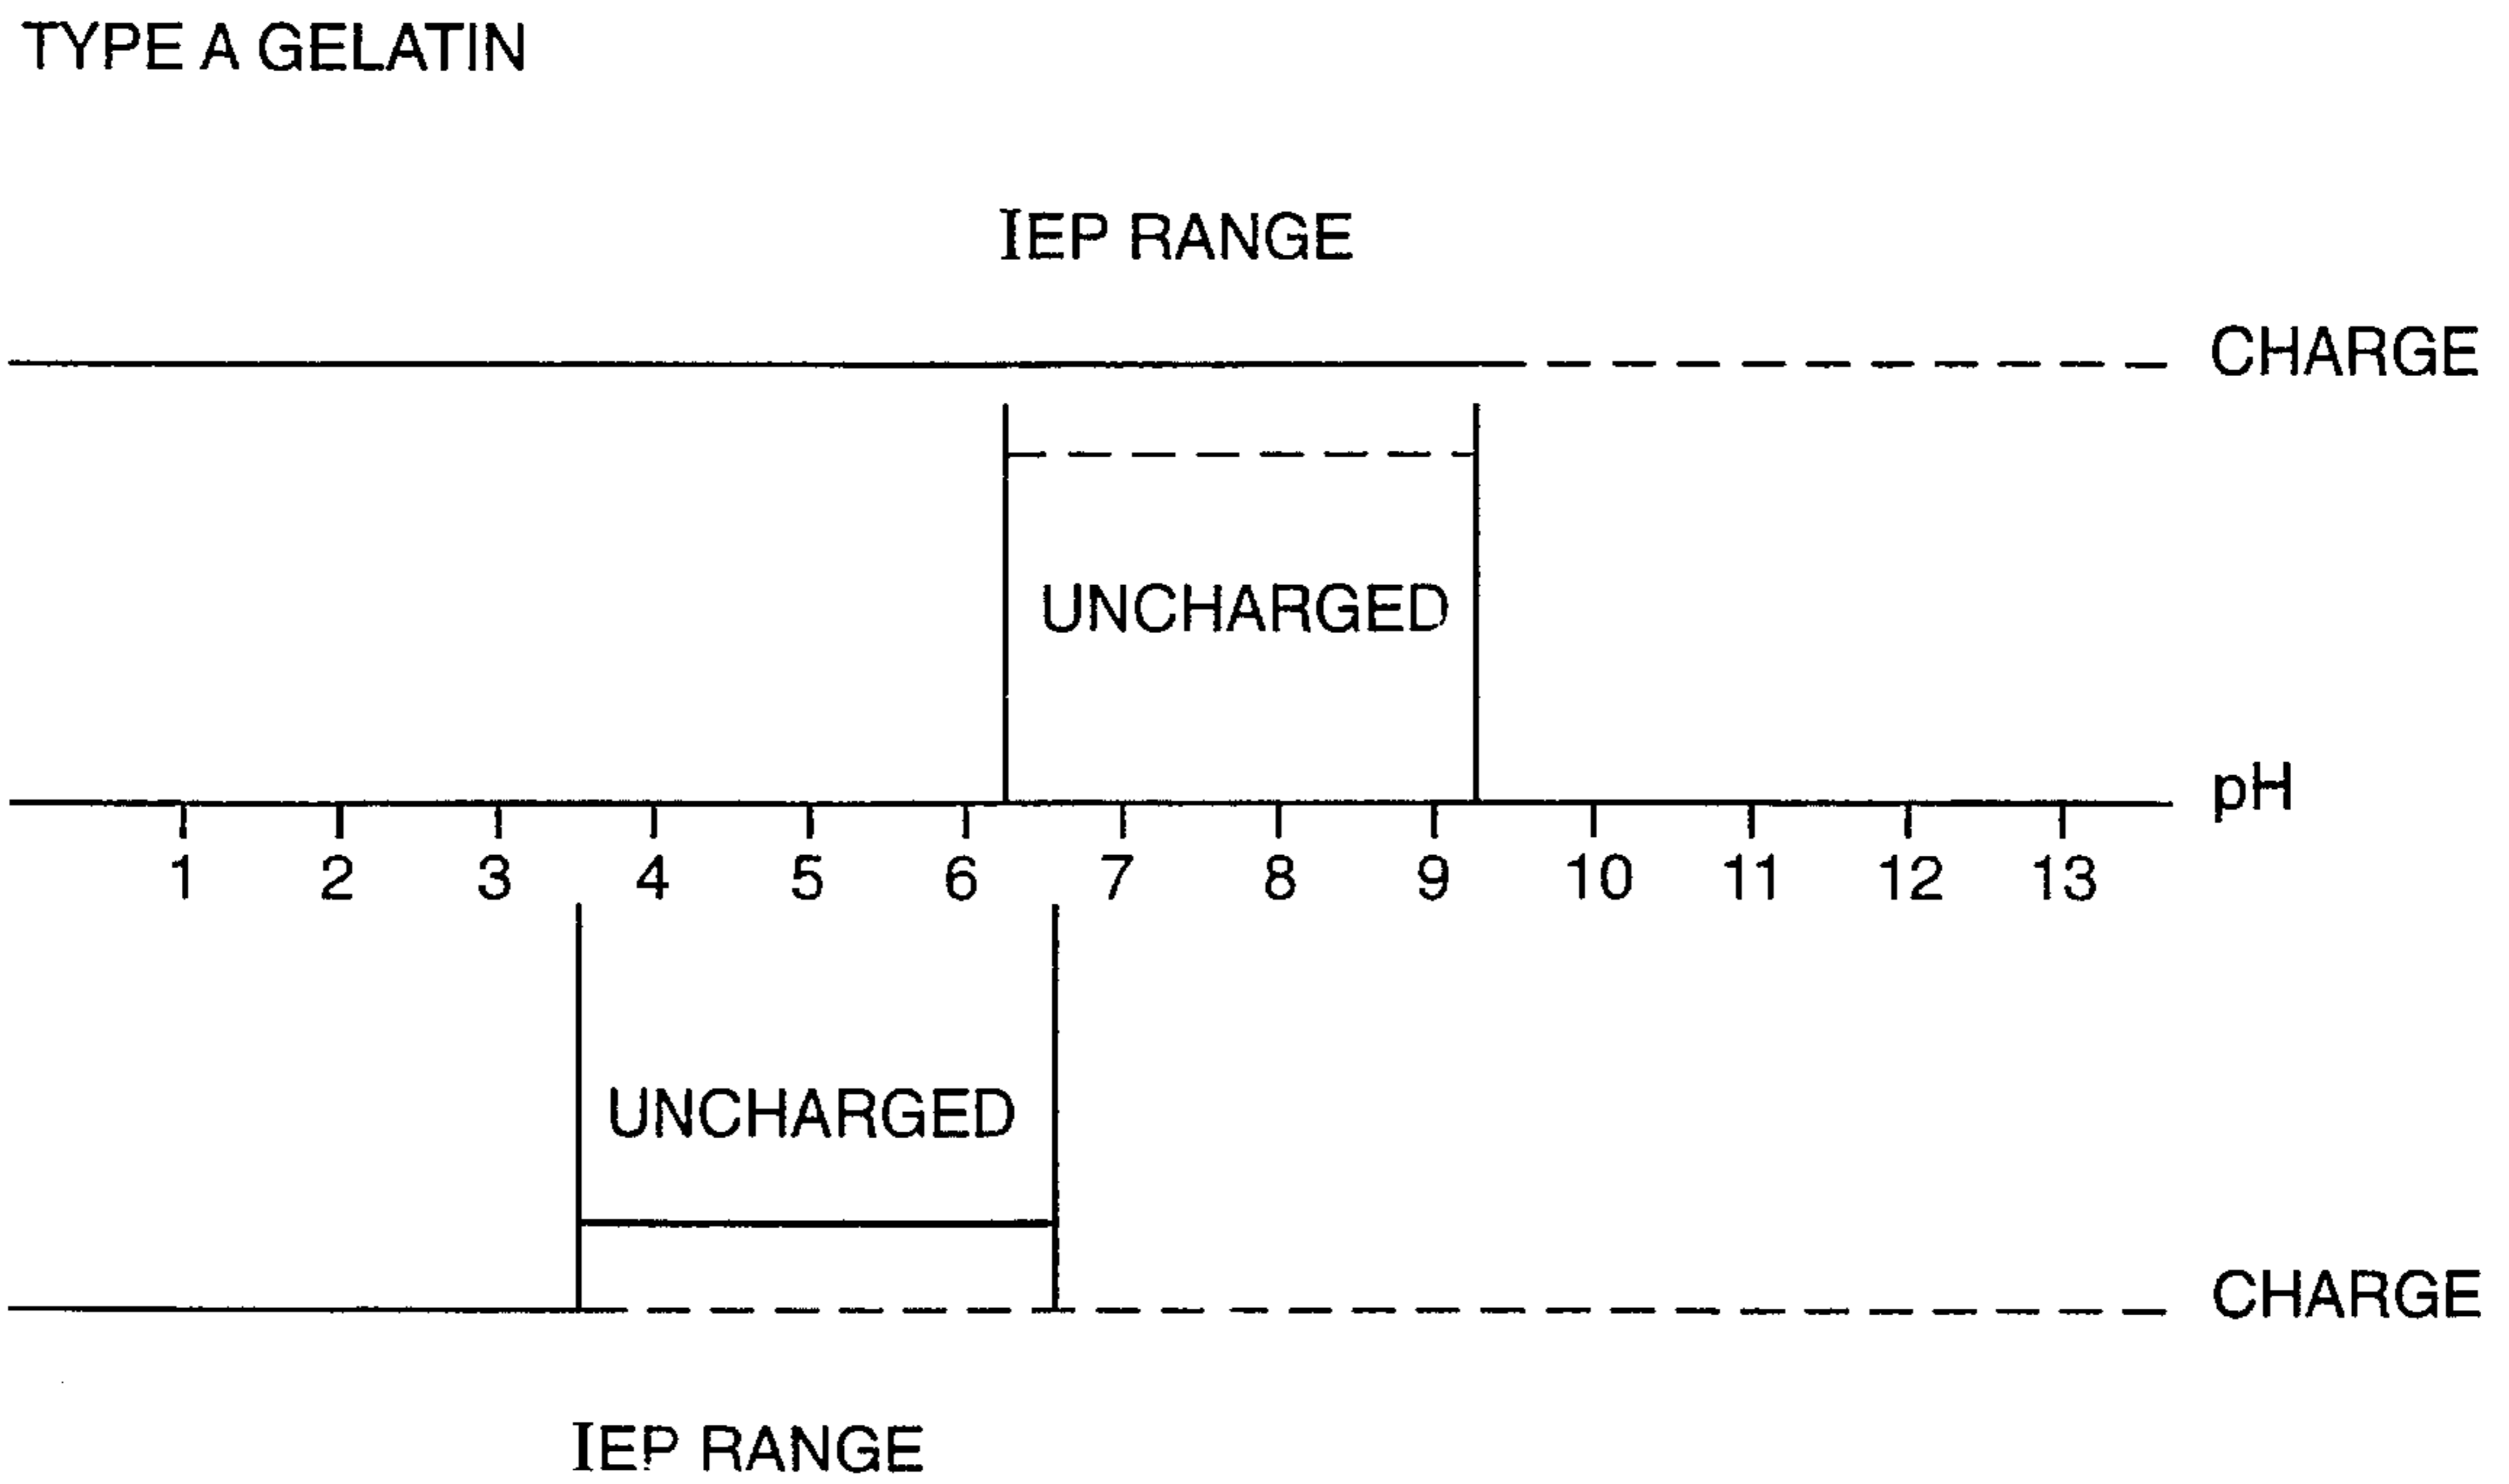 TYPE A GELATIN
IEP RANGE
CHARGE
UNCHARGED
pH
1 2 3 4 5 6 7 8 9 10 11 12 13
UNCHARGED
CHARGE
IEP RANGE